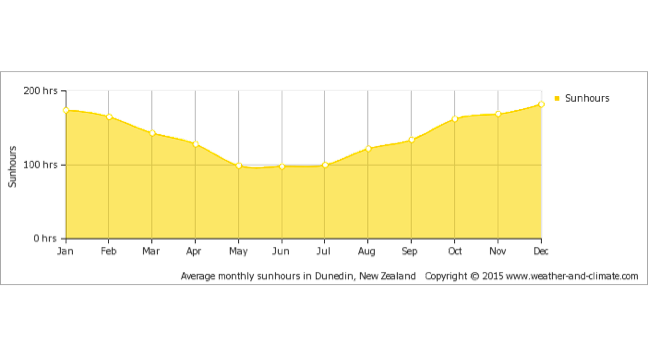 200 hrs
Sunhours
Sunhours
100 hrs
0 hrs
Jan Feb Mar Apr May Jun Jul Aug Sep Oct Nov Dec
Average monthly sunhours in Dunedin, New Zealand Copyright © 2015 www.weather-and-climate.com